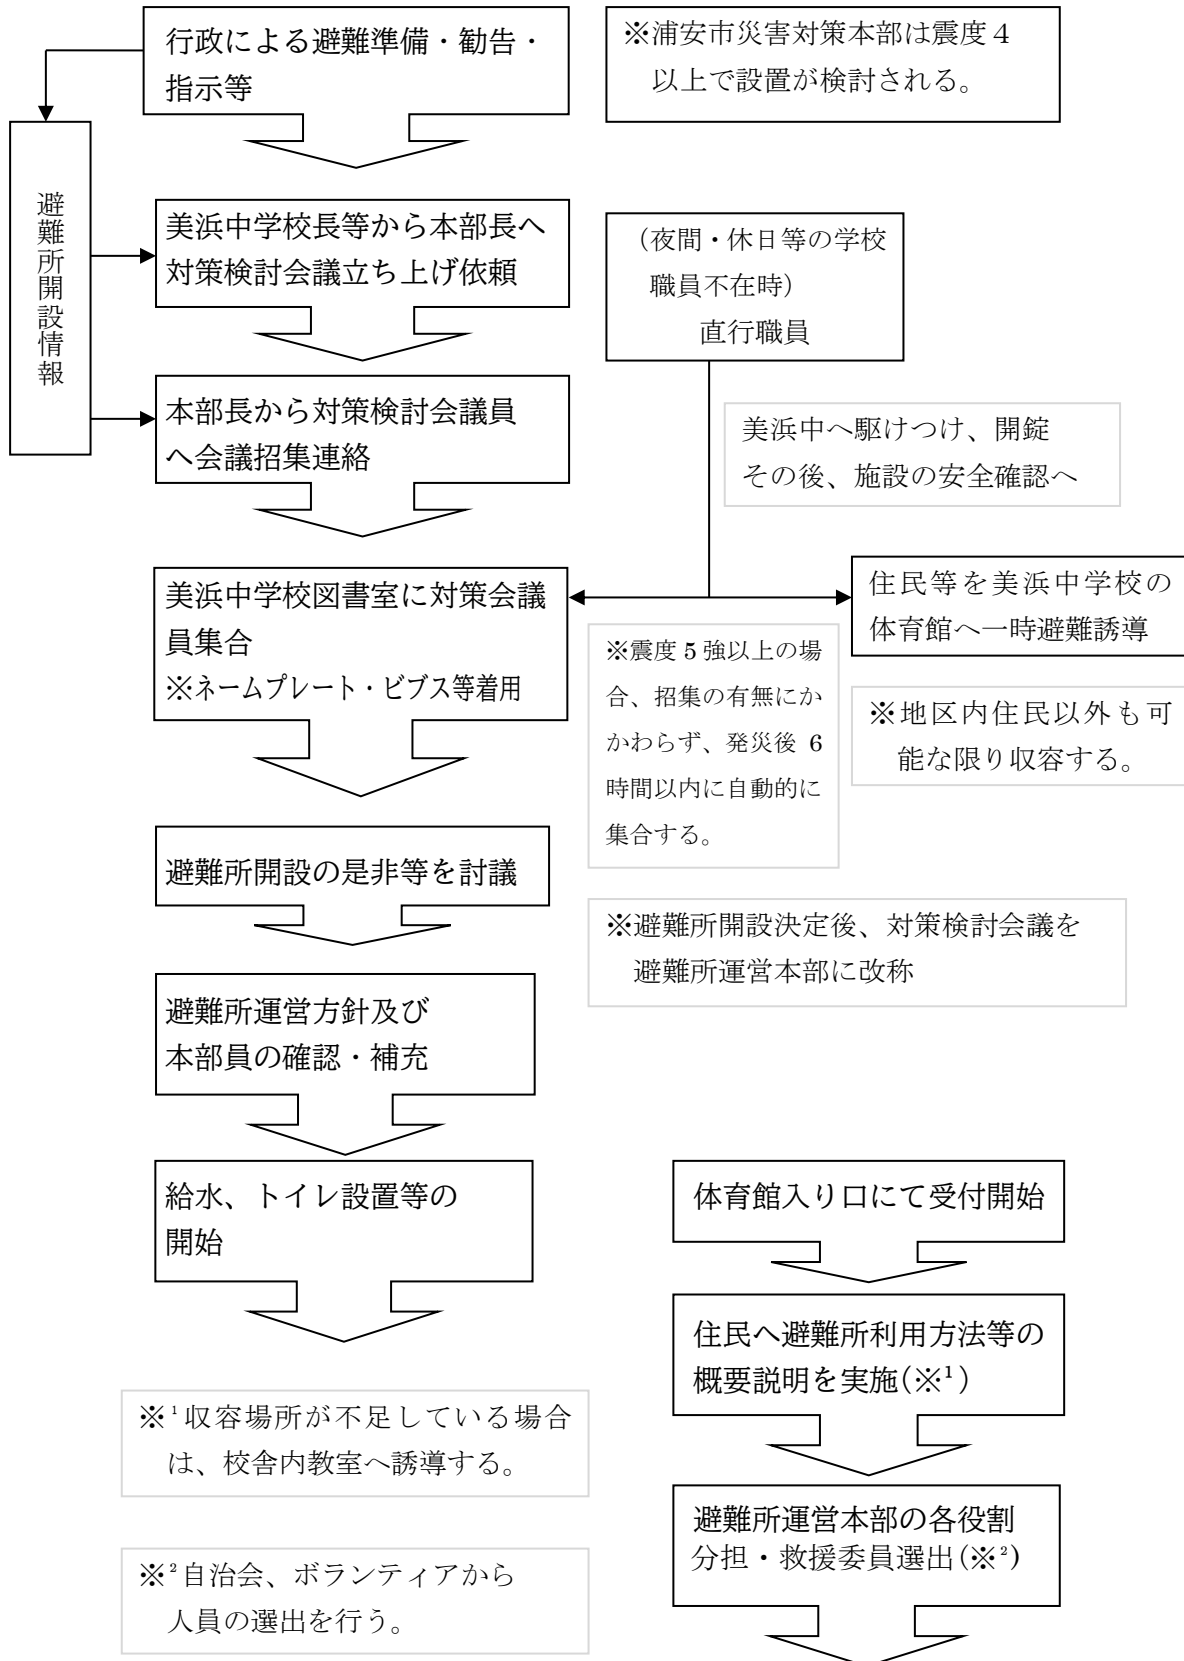 行政による避難準備・勧告・
指示等
※浦安市災害対策本部は震度４
以上で設置が検討される。
避難所開設情報
美浜中学校長等から本部長へ
対策検討会議立ち上げ依頼
（夜間・休日等の学校
職員不在時）
直行職員
本部長から対策検討会議員
へ会議招集連絡
美浜中へ駆けつけ、開錠
その後、施設の安全確認へ
美浜中学校図書室に対策会議
員集合
※ネームプレート・ビブス等着用
住民等を美浜中学校の
体育館へ一時避難誘導
※震度 5 強以上の場
合、招集の有無にか
かわらず、発災後 6
時間以内に自動的に
集合する。
※地区内住民以外も可
能な限り収容する。
避難所開設の是非等を討議
※避難所開設決定後、対策検討会議を
避難所運営本部に改称
避難所運営方針及び
本部員の確認・補充
給水、トイレ設置等の
開始
体育館入り口にて受付開始
住民へ避難所利用方法等の
概要説明を実施(※¹)
※¹収容場所が不足している場合
は、校舎内教室へ誘導する。
避難所運営本部の各役割
分担・救援委員選出(※²)
※²自治会、ボランティアから
人員の選出を行う。